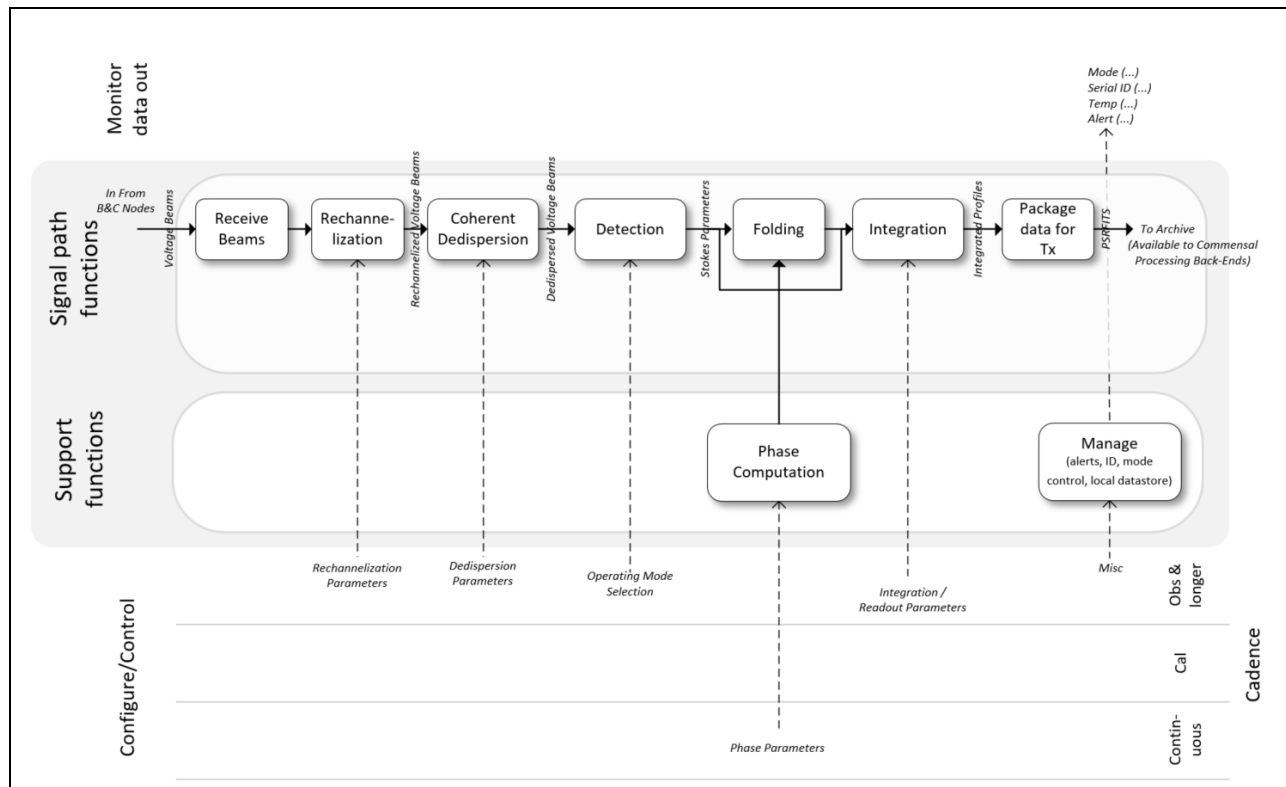 Monitor
data out
Mode (...)
Serial ID (...)
Temp (...)
Alert (...)
Signal path
functions
In From
B&C Nodes
Voltage Beams
Receive
Beams
Rechanne-
lization
Rechannelized Voltage Beams
Coherent
Dedispersion
Dedispersed Voltage Beams
Detection
Stokes Parameters
Folding
Integration
Integrated Profiles
Package
data for
Tx
PSRFITS
To Archive
(Available to Commensal
Processing Back-Ends)
Support
functions
Phase
Computation
Manage
(alerts, ID, mode
control, local datastore)
Configure/Control
Rechannelization
Parameters
Dedispersion
Parameters
Operating Mode
Selection
Integration /
Readout Parameters
Misc
Obs &
longer
Cal
Phase Parameters
Contin-
uous
Cadence